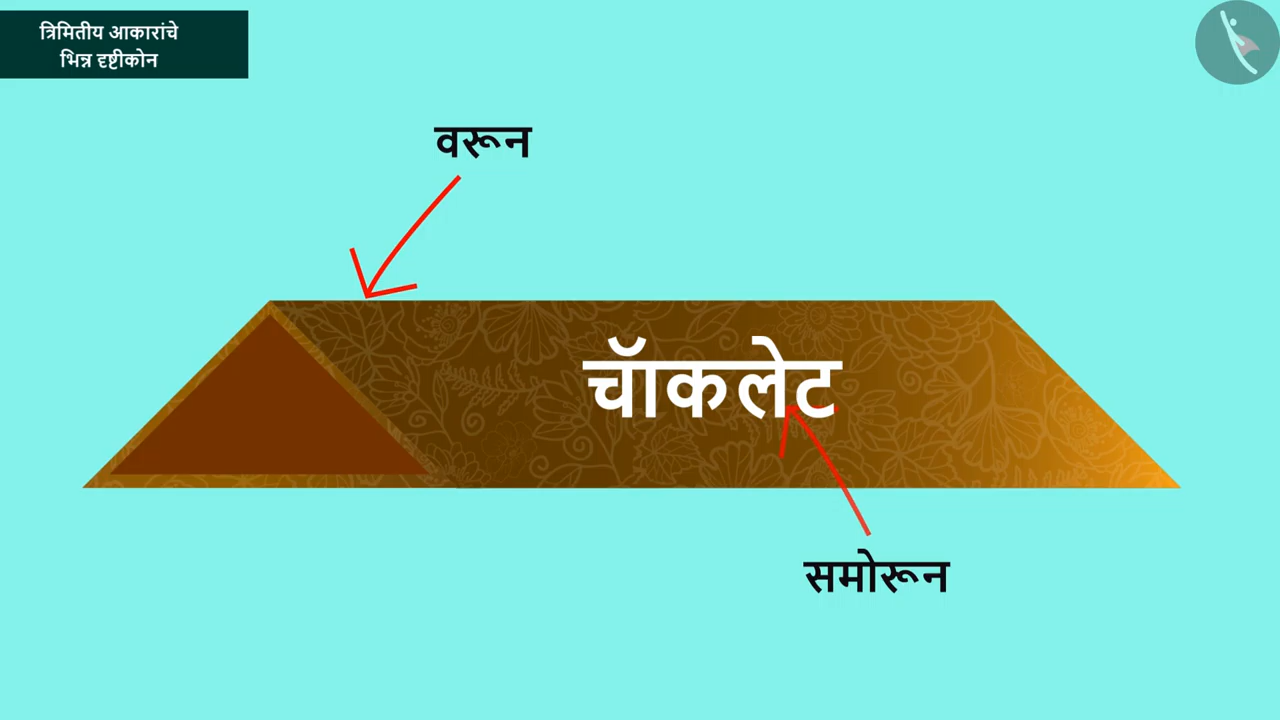 त्रिमितीय आकारांचे
भिन्न दृष्टीकोन
वरून
चॉकलेट
समोरून